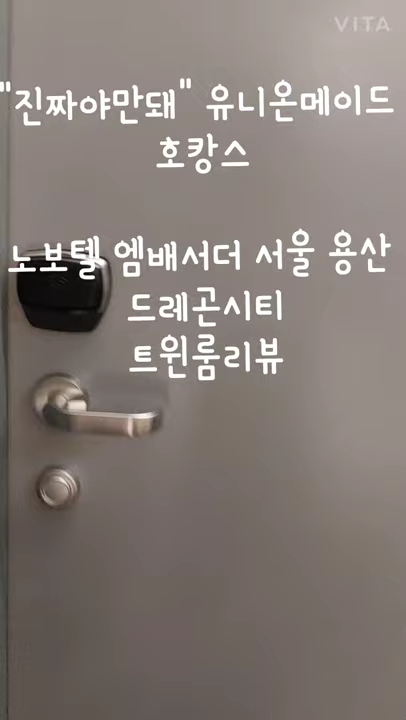 VITA
"진짜야만돼" 유니온메이드
호캉스
노보텔 엠배서더 서울 용산
드레곤시티
트윈룸리뷰